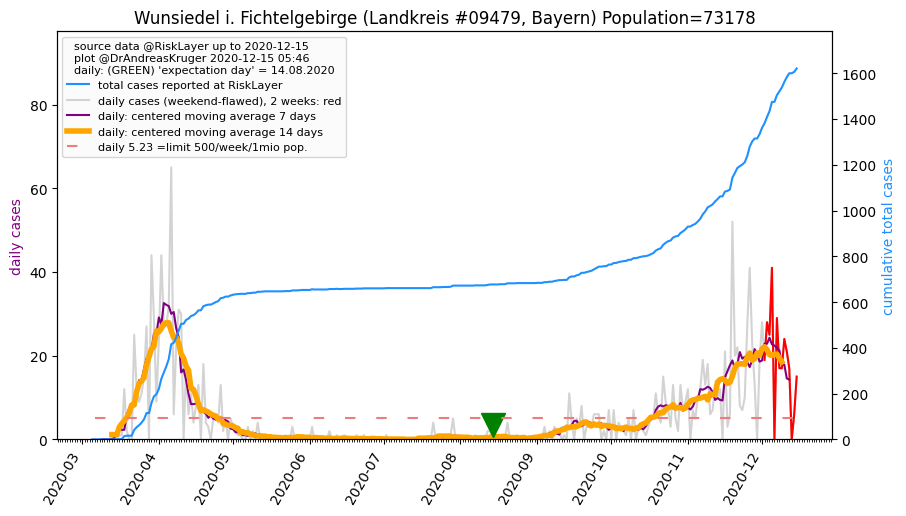 Wunsiedel i. Fichtelgebirge (Landkreis #09479, Bayern) Population=73178
source data @RiskLayer up to 2020-12-15
plot @DrAndreasKruger 2020-12-15 05:46
daily: (GREEN) 'expectation day' = 14.08.2020
total cases reported at RiskLayer
daily cases (weekend-flawed), 2 weeks: red
daily: centered moving average 7 days
daily: centered moving average 14 days
daily 5.23 =limit 500/week/1mio pop.
daily cases
0
20
40
60
80
cumulative total cases
0
200
400
600
800
1000
1200
1400
1600
2020-03
2020-04
2020-05
2020-06
2020-07
2020-08
2020-09
2020-10
2020-11
2020-12